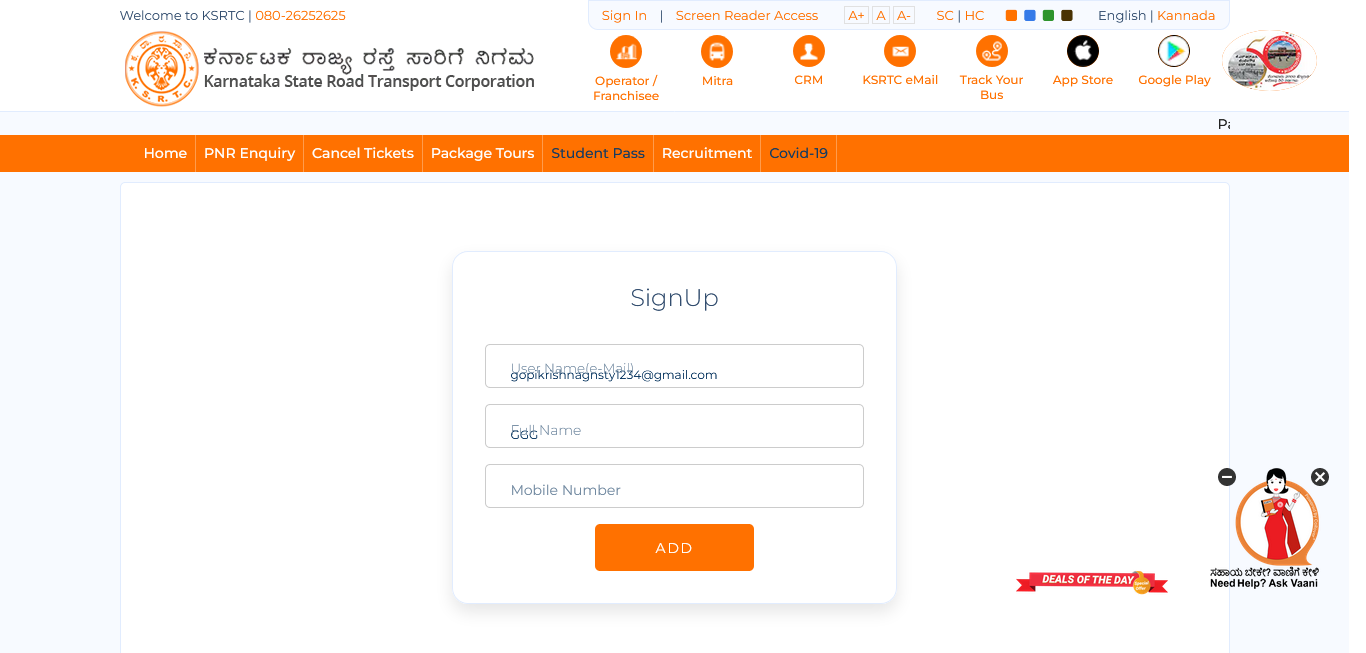 Welcome to KSRTC | 080-26252625
Sign In | Screen Reader Access A+ A A- SC | HC English | Kannada
ಕರ್ನಾಟಕ ರಾಜ್ಯ ರಸ್ತೆ ಸಾರಿಗೆ ನಿಗಮ
Karnataka State Road Transport Corporation
Operator /
Franchisee
Mitra
CRM
KSRTC eMail
Track Your
Bus
App Store
Google Play
Home PNR Enquiry Cancel Tickets Package Tours Student Pass Recruitment Covid-19
SignUp
User Name(e-Mail)
gopikrishnagnsty1234@gmail.com
Full Name
GGG
Mobile Number
ADD
DEALS OF THE DAY
ಸಹಾಯ ಬೇಕೇ? ವಾಣಿಗೆ ಕೇಳಿ
Need Help? Ask Vaani